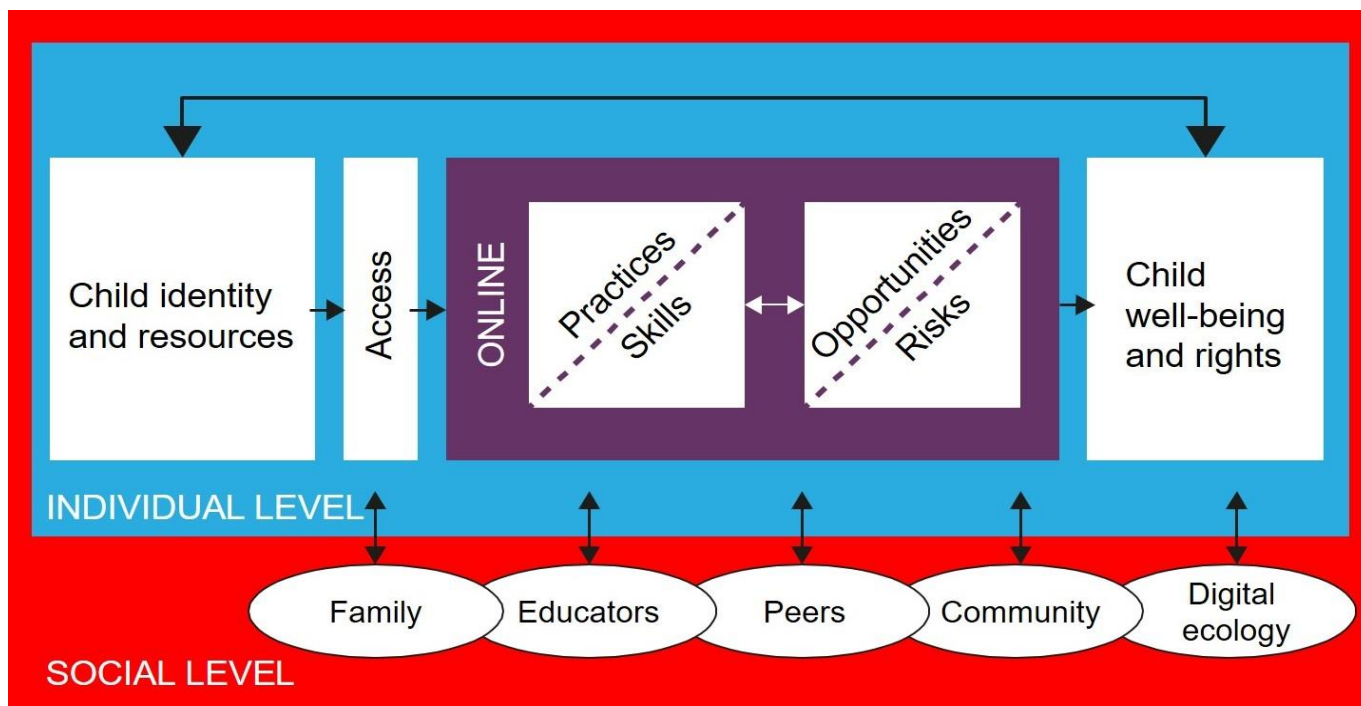 Child identity
and resources
Access
ONLINE
Practices
Skills
Opportunities
Risks
Child
well-being
and rights
INDIVIDUAL LEVEL
Family
Educators
Peers
Community
Digital
ecology
SOCIAL LEVEL